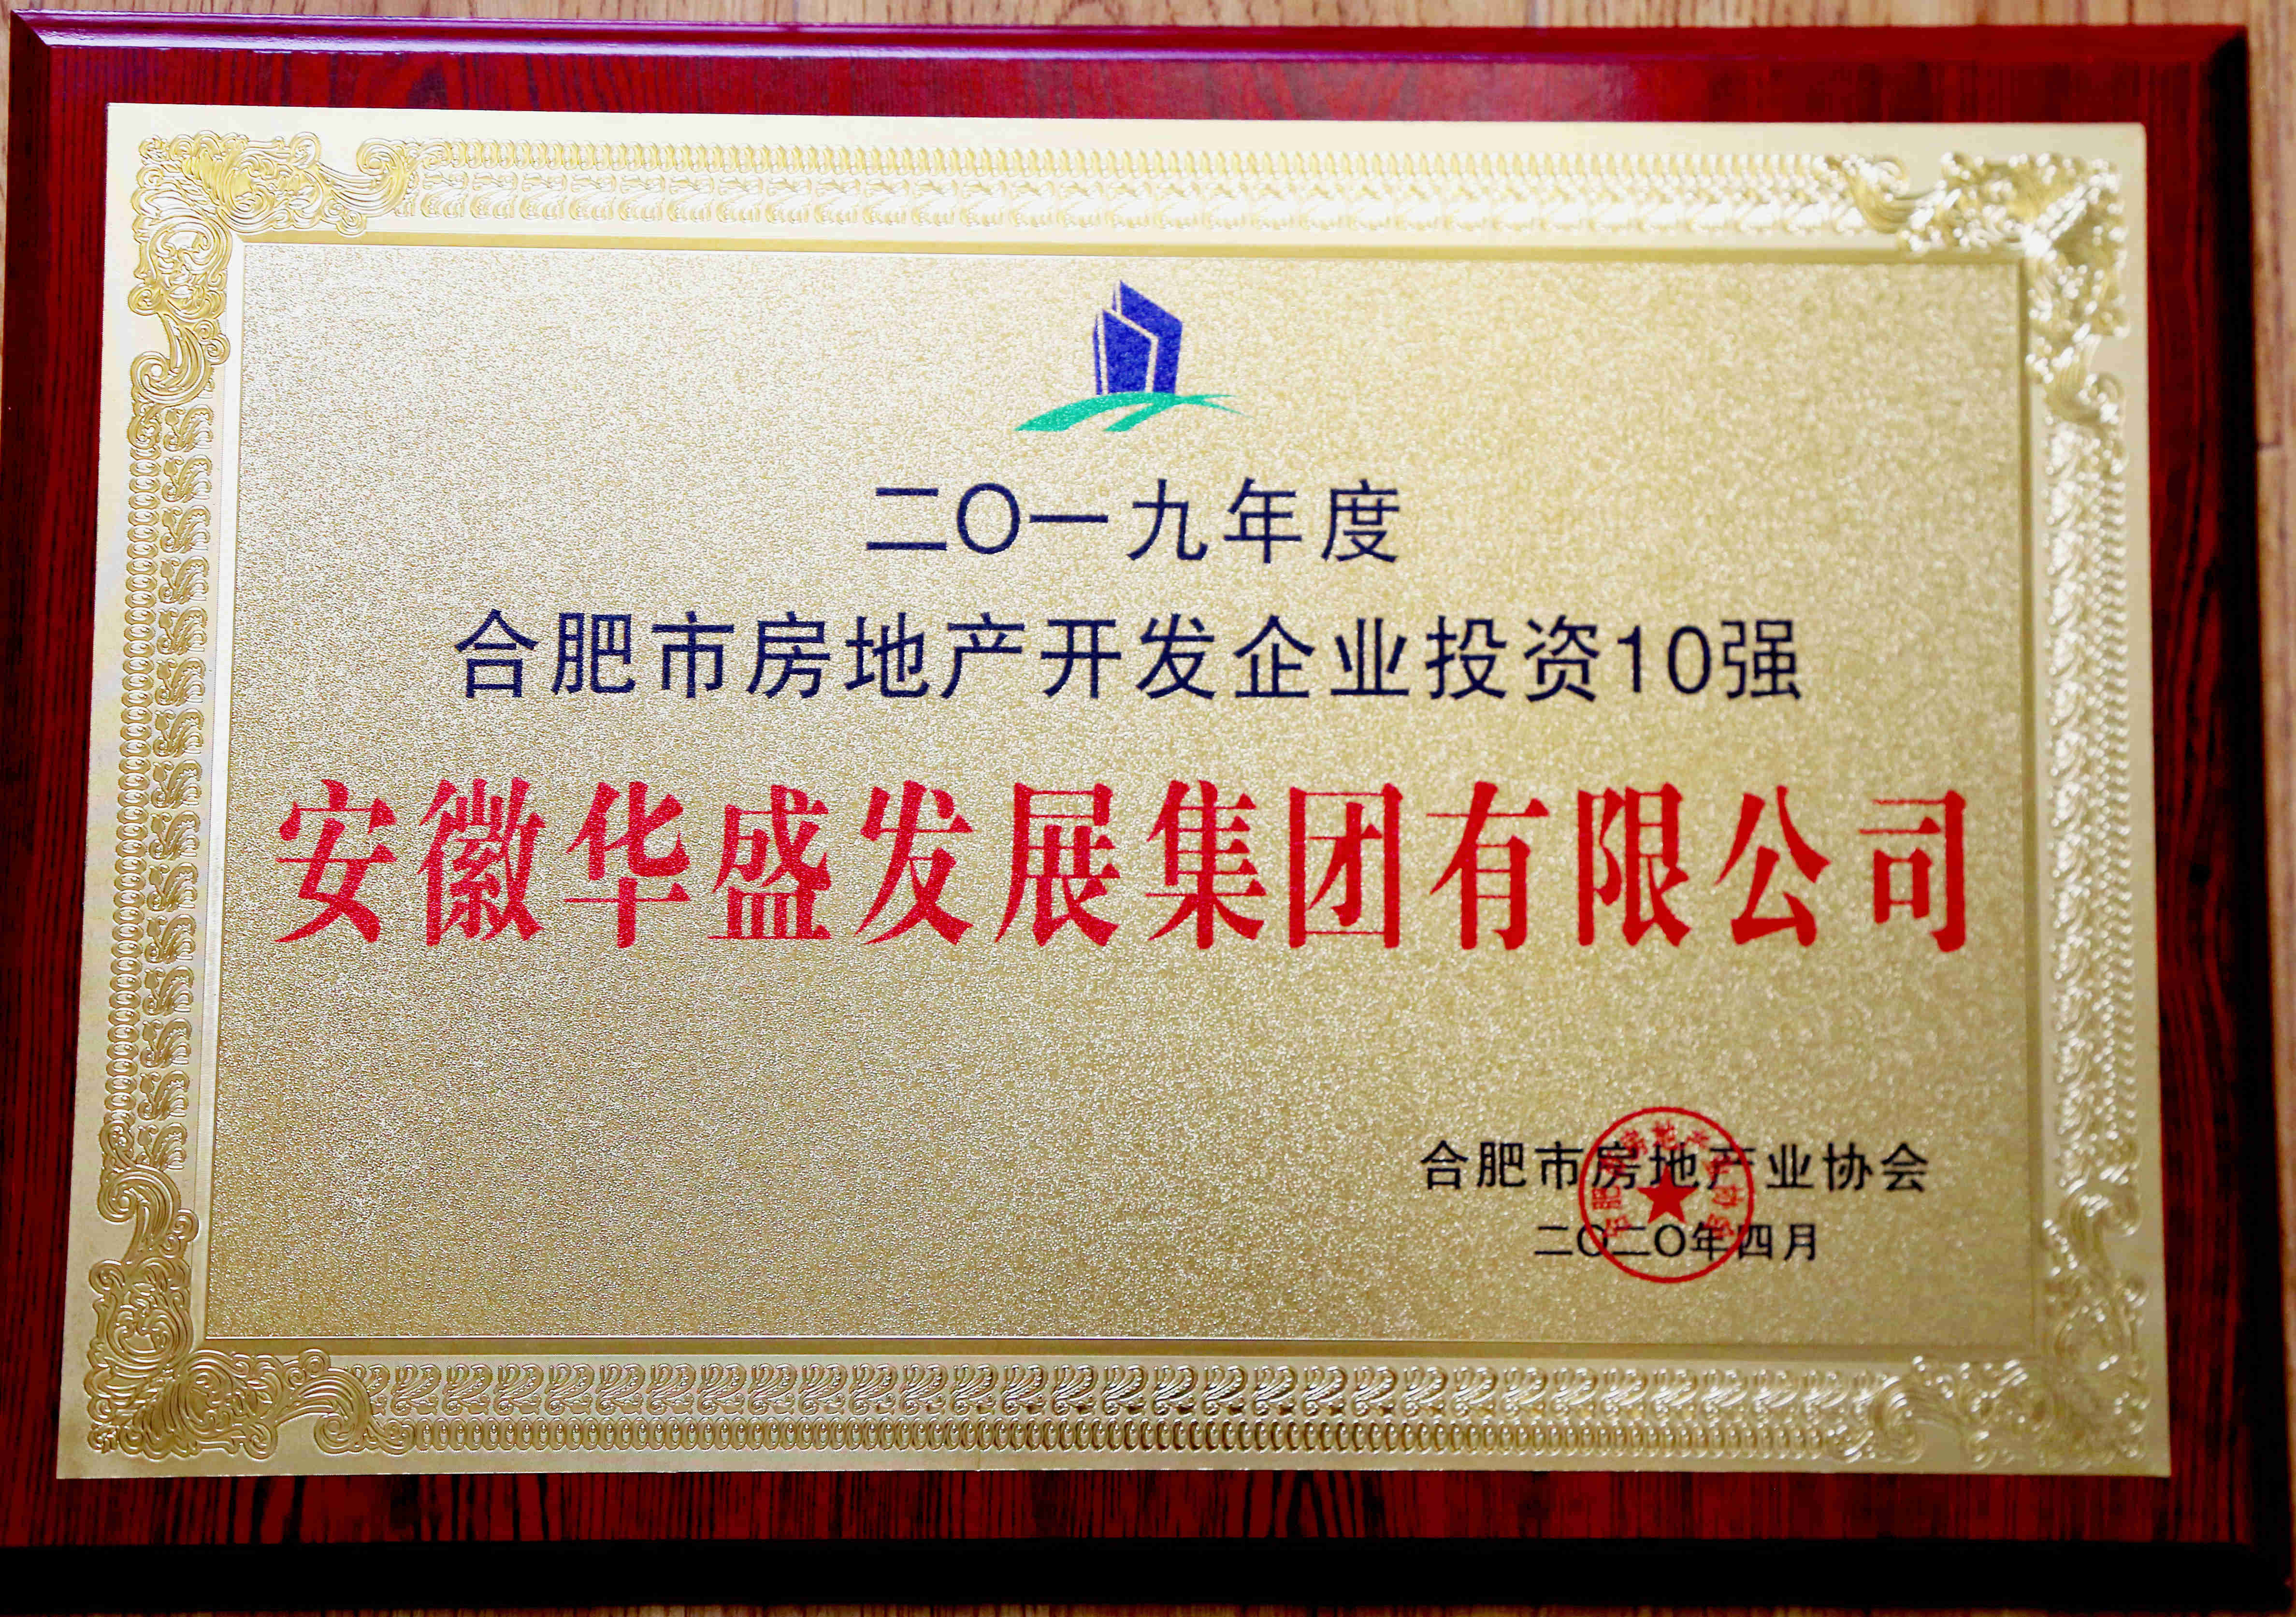 二〇一九年度
合肥市房地产开发企业投资10强
安徽华盛发展集团有限公司
合肥市房地产业协会
二〇二〇年四月